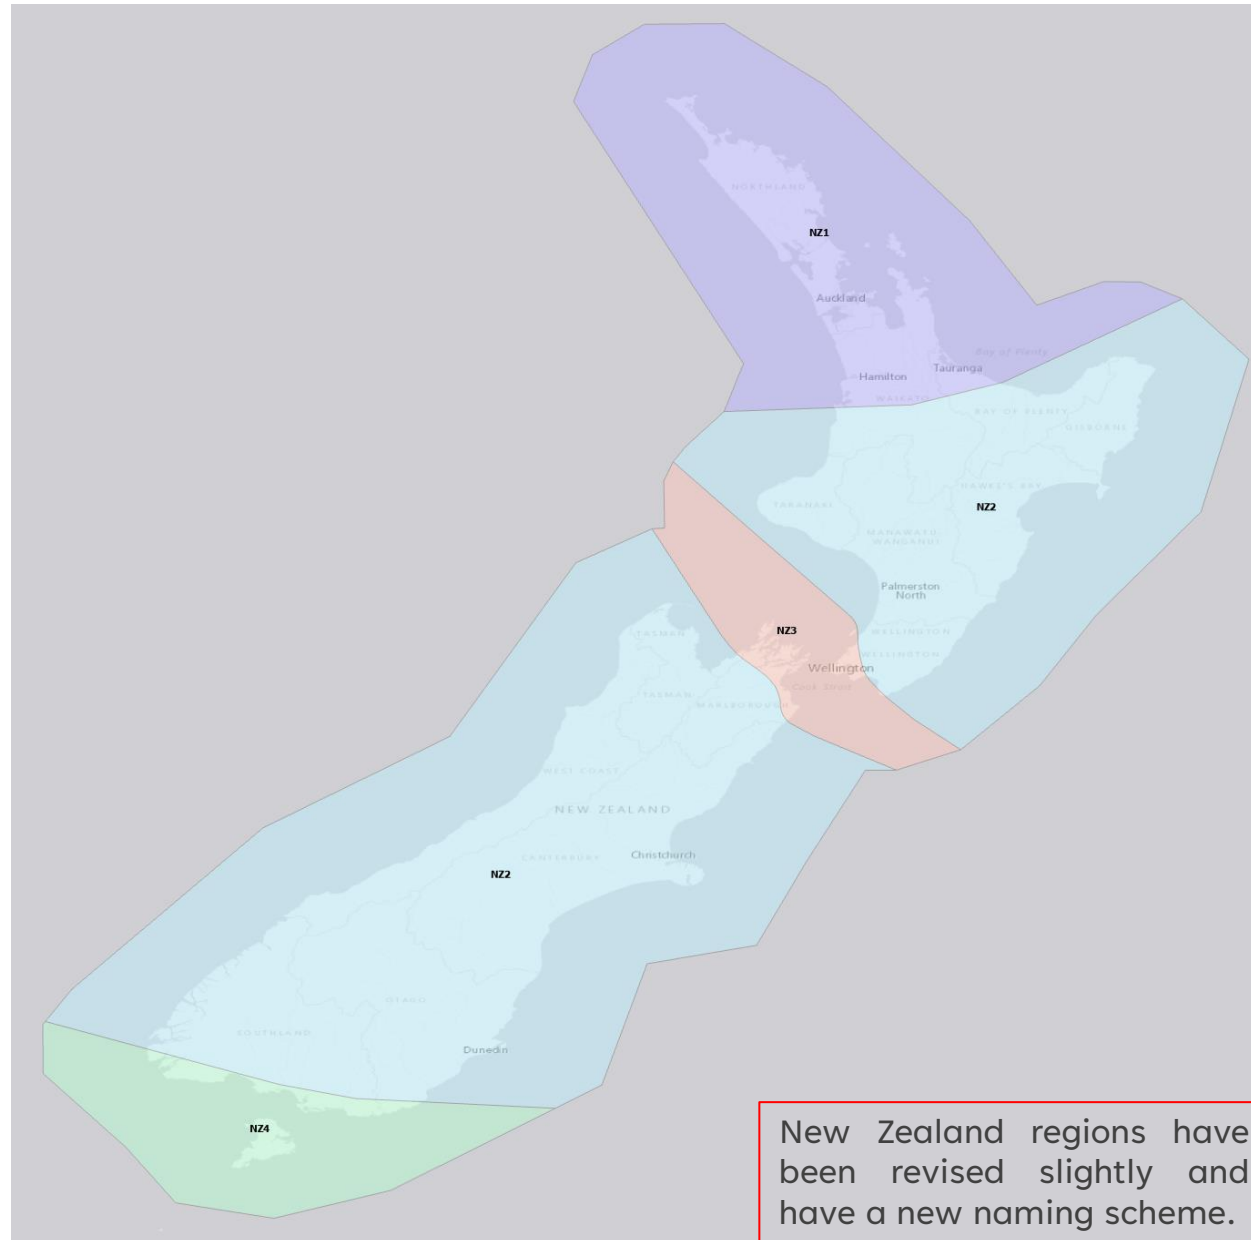 NORTHLAND
NZ1
Auckland
Bay of Plenty
Tauranga
Hamilton
WAIKATO
BAY OF PLENTY
GISBORNE
HAWKE'S BAY
TARANAKI
NZ2
MANAWATU-
WANGANUI
Palmerston
North
NZ3
WELLINGTON
TASMAN
WELLINGTON
Wellington
Cook Strait
TASMAN
MARLBOROUGH
WEST COAST
NEW ZEALAND
CANTERBURY
Christchurch
NZ2
OTAGO
SOUTHLAND
Dunedin
NZ4
New Zealand regions have
been revised slightly and
have a new naming scheme.